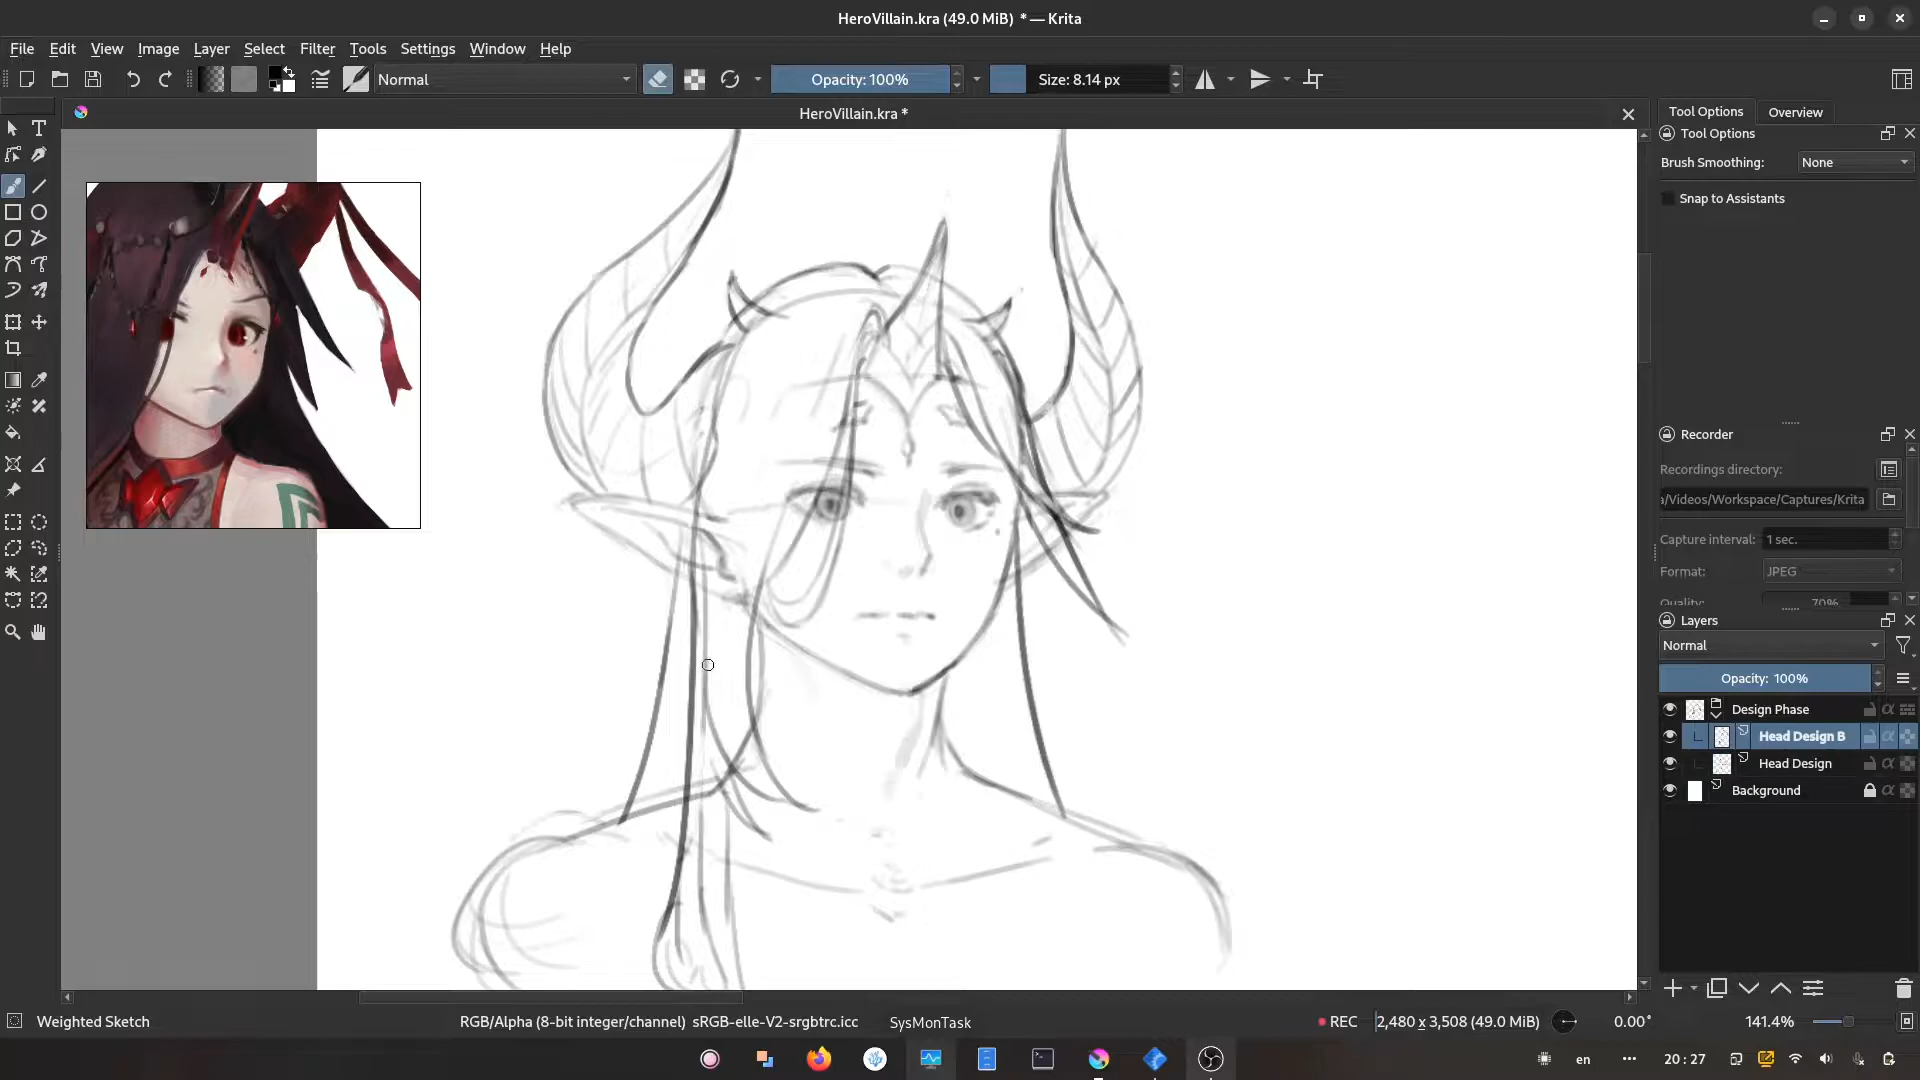 HeroVillain.kra (49.0 MiB) * — Krita
File Edit View Image Layer Select Filter Tools Settings Window Help
Normal Opacity: 100% Size: 8.14 px
HeroVillain.kra *
Tool Options Overview
Tool Options
Brush Smoothing: None
Snap to Assistants
Recorder
Recordings directory:
a/Videos/Workspace/Captures/Krita
Capture interval: 1 sec.
Format: JPEG
Quality: 70%
Layers
Normal
Opacity: 100%
Design Phase
Head Design B
Head Design
Background
Weighted Sketch RGB/Alpha (8-bit integer/channel) sRGB-elle-V2-srgbtrc.icc SysMonTask REC 2,480 x 3,508 (49.0 MiB) 0.00° 141.4%
en 20 : 27